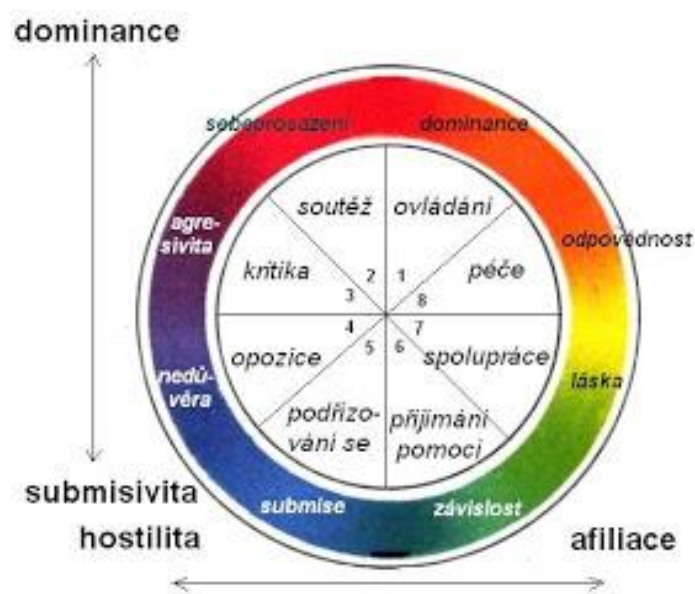 dominance
sebeprosazení
dominance
soutěž
ovládání
agre-
sivita
odpovědnost
kritika
péče
2
1
3
8
4
7
5
6
opozice
spolupráce
nedů-
věra
láska
podřizo-
vání se
přijímání
pomoci
submisivita
submise
závislost
hostilita
afiliace